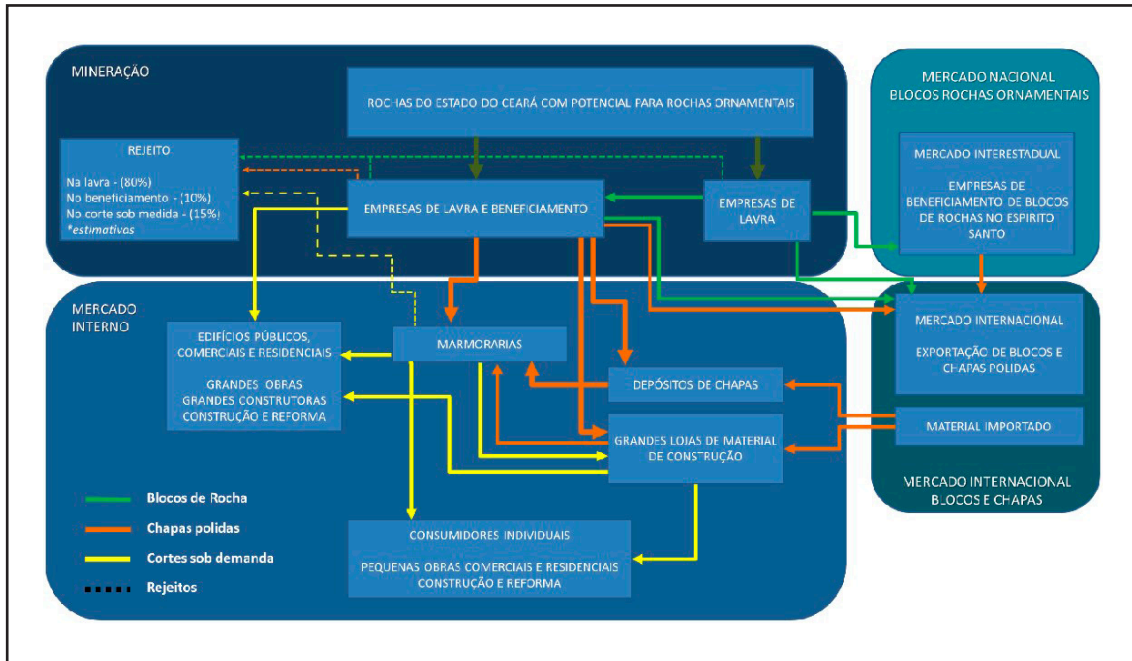 MINERAÇÃO
ROCHAS DO ESTADO DO CEARÁ COM POTENCIAL PARA ROCHAS ORNAMENTAIS
REJEITO
Na lavra - (80%)
No beneficiamento - (10%)
No corte sob medida - (15%)
*estimativos
EMPRESAS DE LAVRA E BENEFICIAMENTO
EMPRESAS DE
LAVRA
MERCADO NACIONAL
BLOCOS ROCHAS ORNAMENTAIS
MERCADO INTERESTADUAL
EMPRESAS DE
BENEFICIAMENTO DE BLOCOS
DE ROCHAS NO ESPIRITO
SANTO
MERCADO
INTERNO
EDIFÍCIOS PÚBLICOS,
COMERCIAIS E RESIDENCIAIS
GRANDES OBRAS
GRANDES CONSTRUTORAS
CONSTRUÇÃO E REFORMA
MARMORARIAS
DEPÓSITOS DE CHAPAS
GRANDES LOJAS DE MATERIAL
DE CONSTRUÇÃO
CONSUMIDORES INDIVIDUAIS
PEQUENAS OBRAS COMERCIAIS E RESIDENCIAIS
CONSTRUÇÃO E REFORMA
MERCADO INTERNACIONAL
EXPORTAÇÃO DE BLOCOS E
CHAPAS POLIDAS
MATERIAL IMPORTADO
MERCADO INTERNACIONAL
BLOCOS E CHAPAS
Blocos de Rocha
Chapas polidas
Cortes sob demanda
Rejeitos